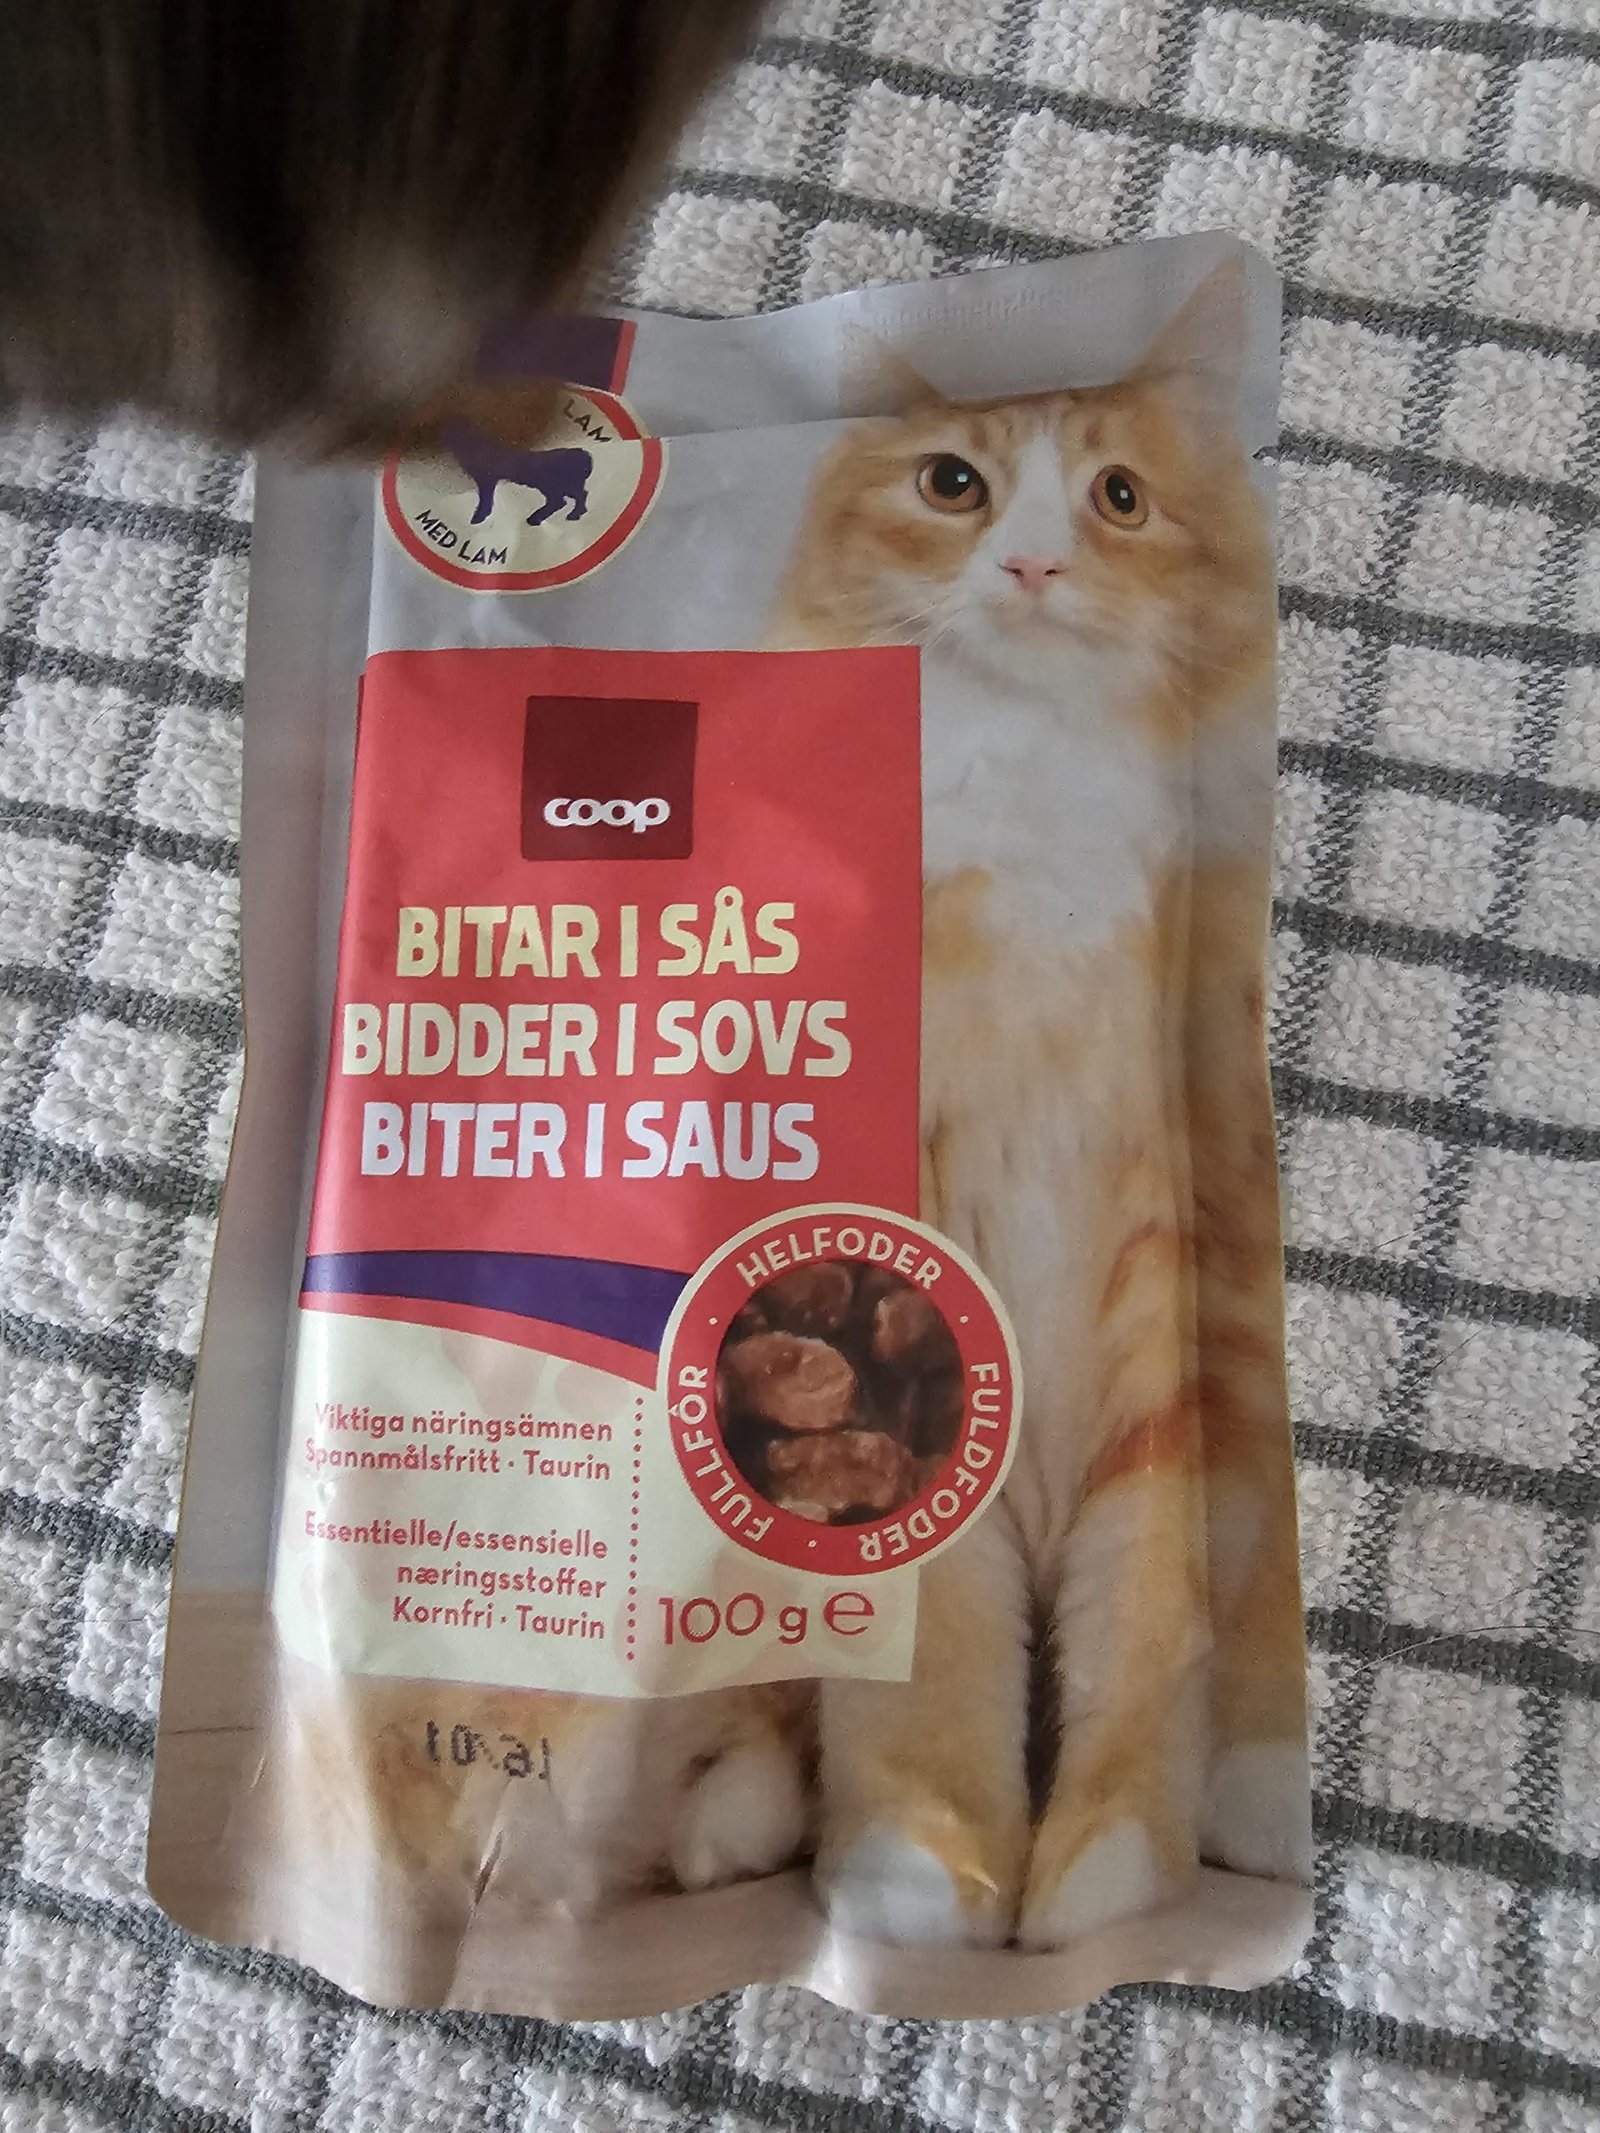 LAM
MED LAM
coop
BITAR I SÅS
BIDDER I SOVS
BITER I SAUS
HELFODER · FULDFODER · FULLFÔR ·
Viktiga näringsämnen
Spannmålsfritt · Taurin
Essentielle/essensielle
næringsstoffer
Kornfri · Taurin
100 g e